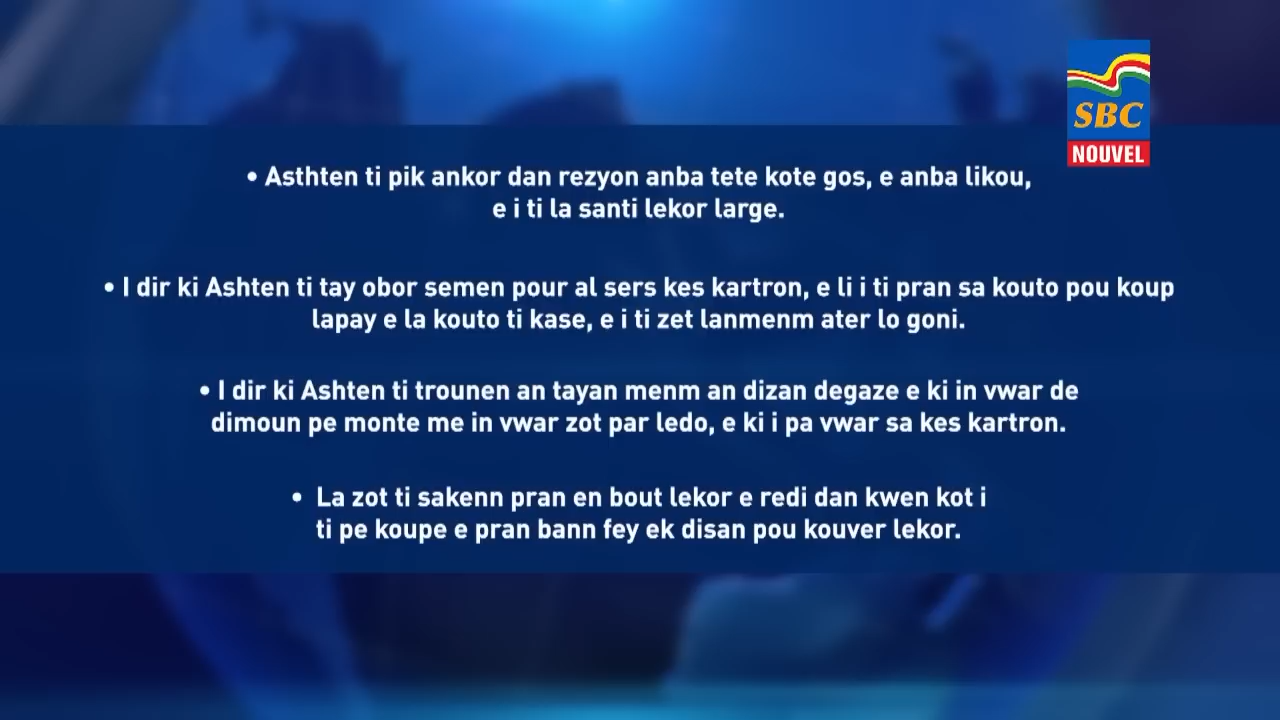 SBC
NOUVEL
• Asthten ti pik ankor dan rezyon anba tete kote gos, e anba likou,
e i ti la santi lekor large.
• I dir ki Ashten ti tay obor semen pour al sers kes kartron, e li i ti pran sa kouto pou koup
lapay e la kouto ti kase, e i ti zet lanmenm ater lo goni.
• I dir ki Ashten ti trounen an tayan menm an dizan degaze e ki in vwar de
dimoun pe monte me in vwar zot par ledo, e ki i pa vwar sa kes kartron.
• La zot ti sakenn pran en bout lekor e redi dan kwen kot i
ti pe koupe e pran bann fey ek disan pou kouver lekor.